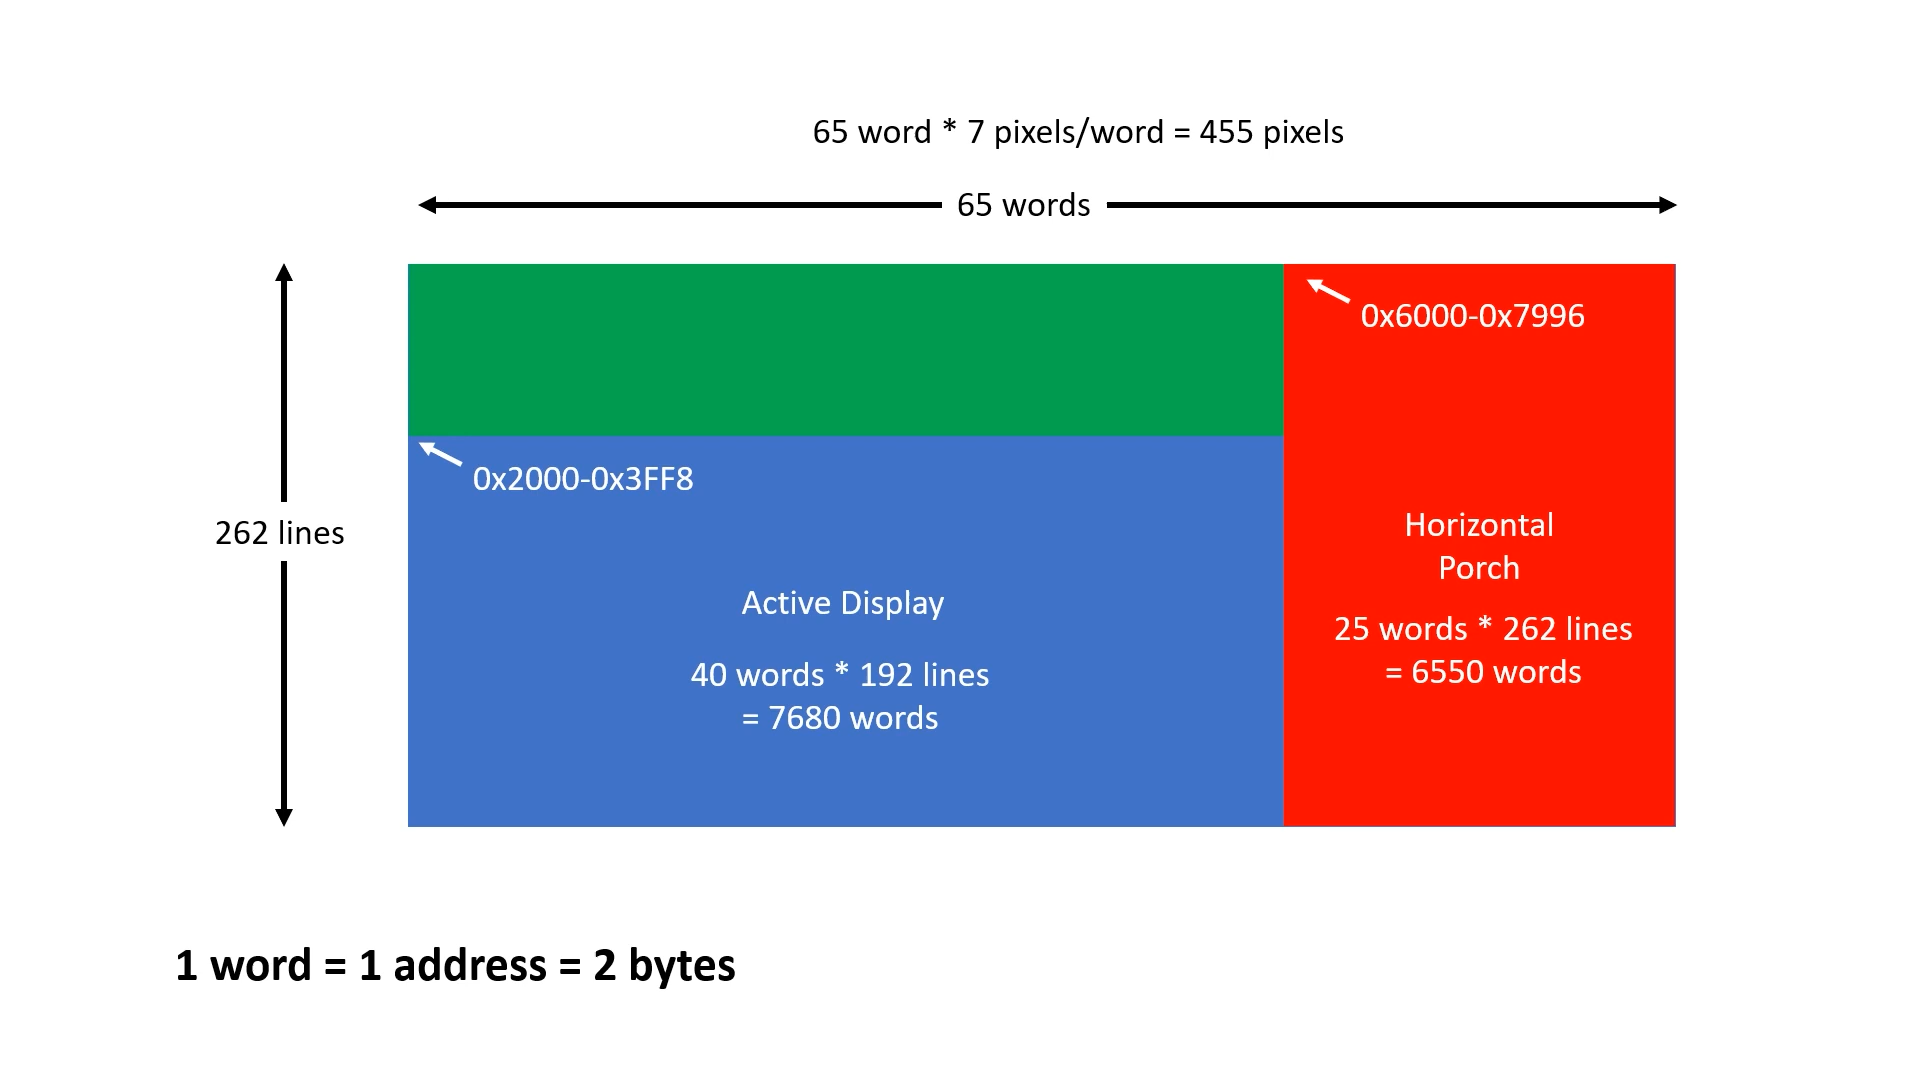 65 word * 7 pixels/word = 455 pixels
65 words
0x6000-0x7996
0x2000-0x3FF8
262 lines
Horizontal
Porch
25 words * 262 lines
= 6550 words
Active Display
40 words * 192 lines
= 7680 words
1 word = 1 address = 2 bytes